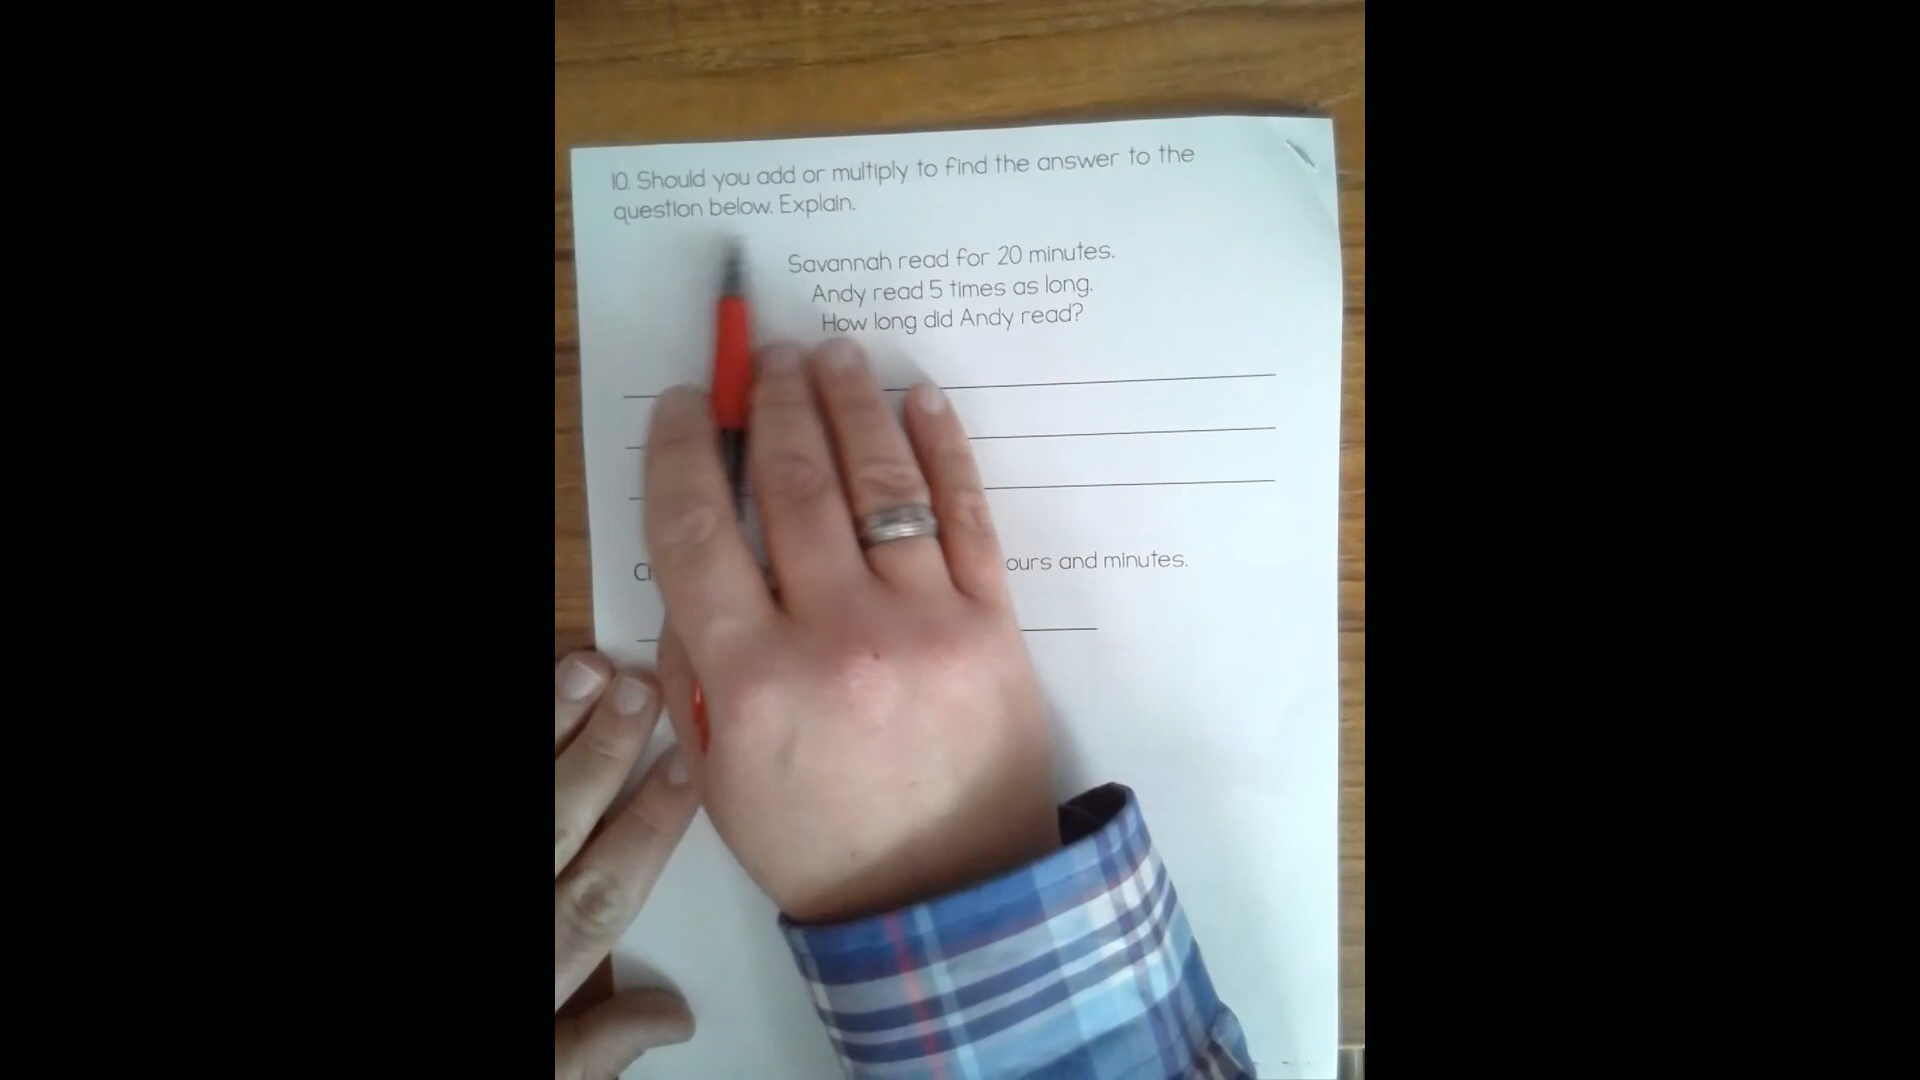 10. Should you add or multiply to find the answer to the
question below. Explain.
Savannah read for 20 minutes.
Andy read 5 times as long.
How long did Andy read?
and minutes.